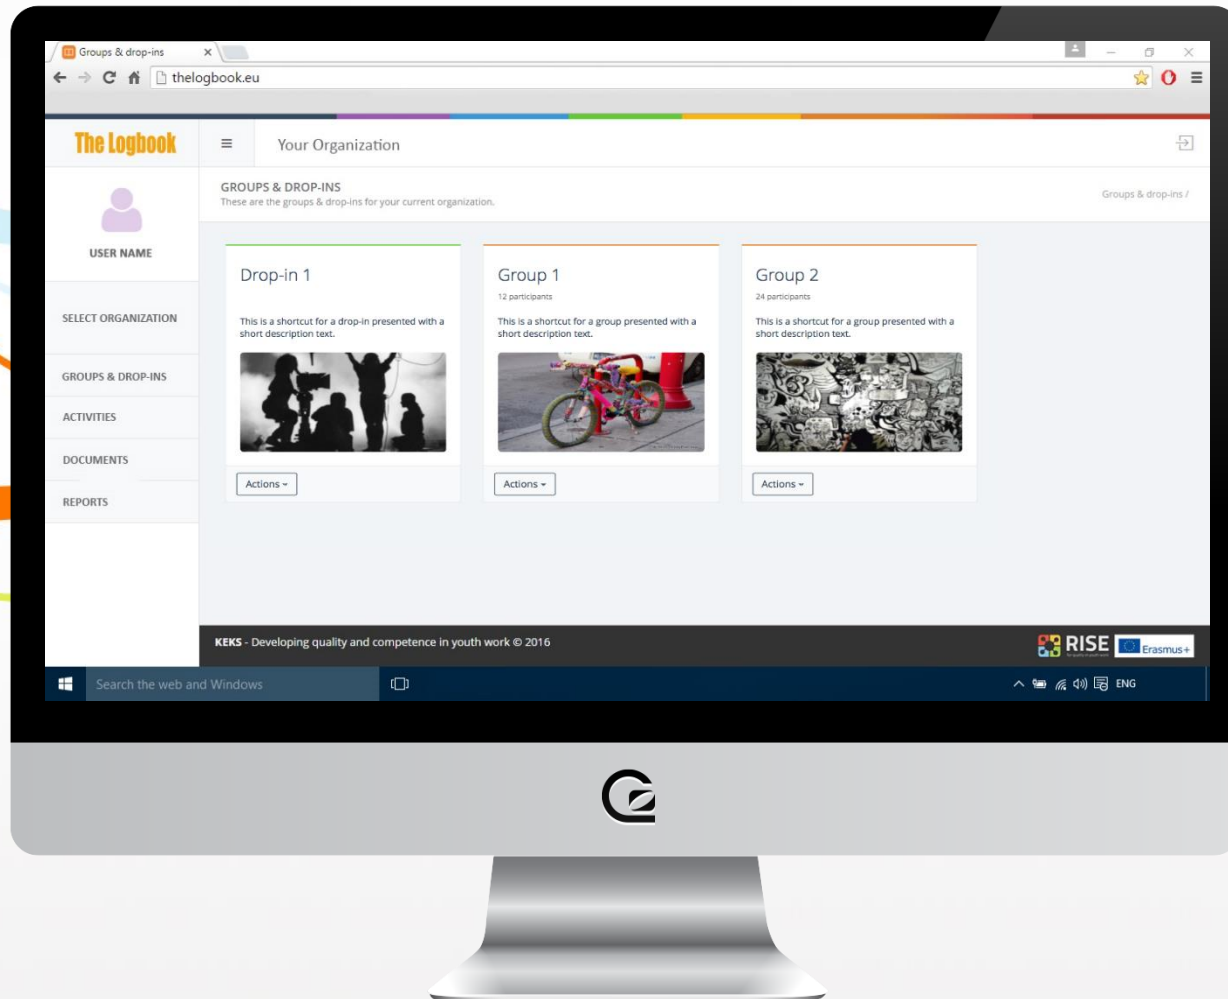 Groups & drop-ins
thelogbook.eu
The Logbook
Your Organization
GROUPS & DROP-INS
These are the groups & drop-ins for your current organization.
Groups & drop-ins /
USER NAME
SELECT ORGANIZATION
GROUPS & DROP-INS
ACTIVITIES
DOCUMENTS
REPORTS
Drop-in 1
This is a shortcut for a drop-in presented with a
short description text.
Actions
Group 1
12 participants
This is a shortcut for a group presented with a
short description text.
Actions
Group 2
24 participants
This is a shortcut for a group presented with a
short description text.
Actions
KEKS - Developing quality and competence in youth work © 2016
RISE
Erasmus+
Search the web and Windows
ENG